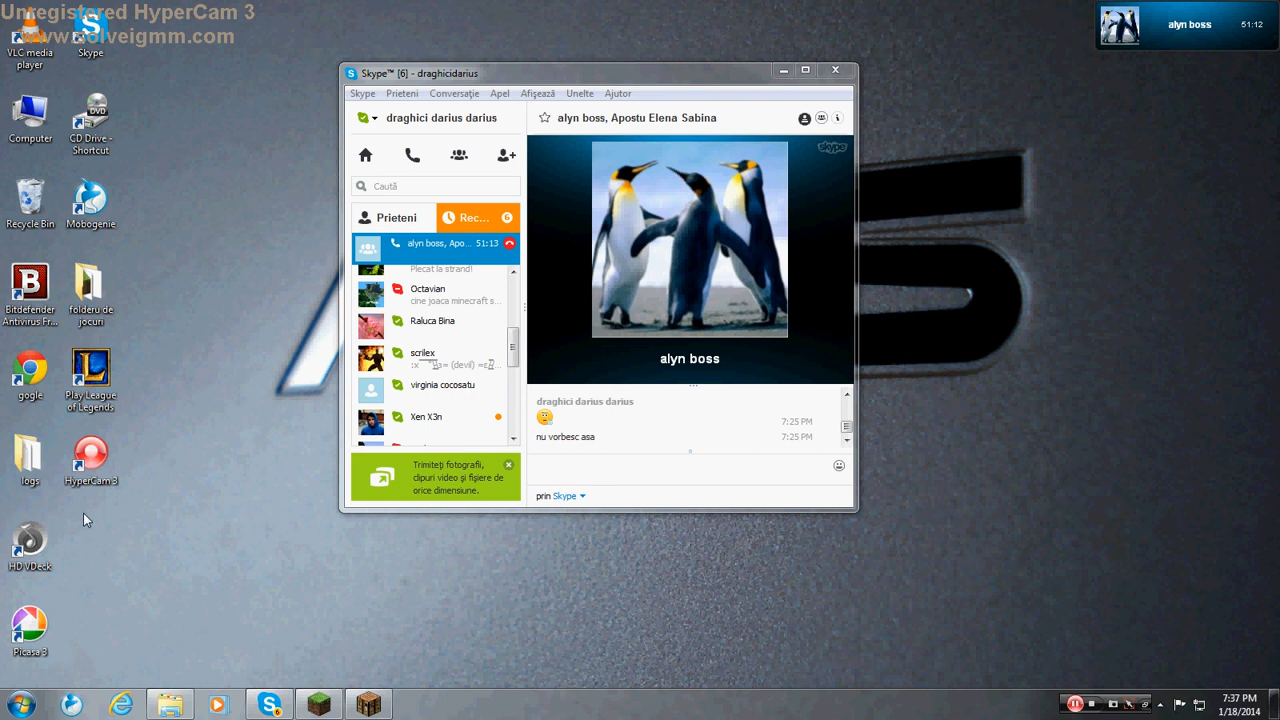 Unregistered HyperCam 3
www.solveigmm.com
VLC media
player
Skype
Computer
CD Drive -
Shortcut
Recycle Bin
Mobogenie
Bitdefender
Antivirus Fr...
folderu de
jocuri
gogle
Play League
of Legends
logs
HyperCam 3
HD VDeck
Picasa 3
alyn boss
51:12
Skype™ [6] - draghicidarius
Skype Prieteni Conversaţie Apel Afişează Unelte Ajutor
draghici darius darius
Caută
Prieteni
Rec... 6
alyn boss, Apo... 51:13
Plecat la strand!
Octavian
cine joaca minecraft s...
Raluca Bina
scrilex
virginia cocosatu
Xen X3n
Trimiteţi fotografii,
clipuri video şi fişiere de
orice dimensiune.
alyn boss, Apostu Elena Sabina
skype
alyn boss
draghici darius darius
7:25 PM
nu vorbesc asa 7:25 PM
prin Skype
7:37 PM
1/18/2014